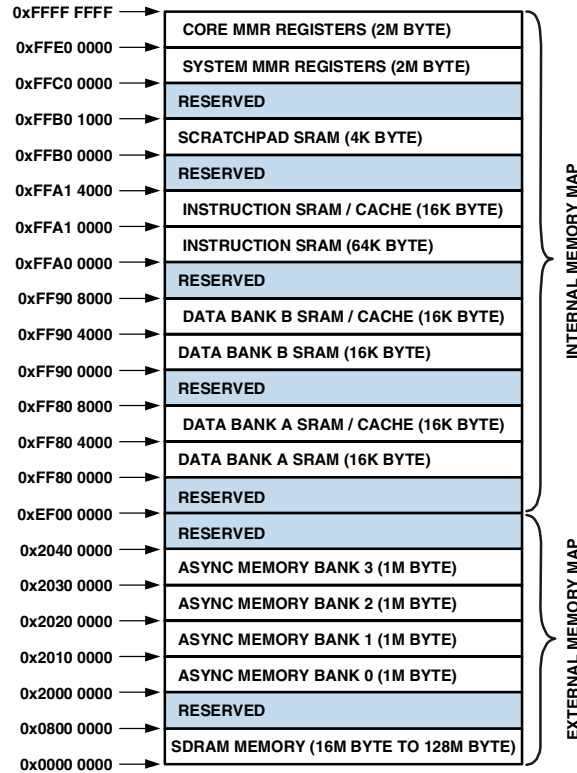 0xFFFF FFFF
CORE MMR REGISTERS (2M BYTE)
0xFFE0 0000
SYSTEM MMR REGISTERS (2M BYTE)
0xFFC0 0000
RESERVED
0xFFB0 1000
SCRATCHPAD SRAM (4K BYTE)
0xFFB0 0000
RESERVED
0xFFA1 4000
INSTRUCTION SRAM / CACHE (16K BYTE)
0xFFA1 0000
INSTRUCTION SRAM (64K BYTE)
0xFFA0 0000
RESERVED
0xFF90 8000
DATA BANK B SRAM / CACHE (16K BYTE)
0xFF90 4000
DATA BANK B SRAM (16K BYTE)
0xFF90 0000
RESERVED
0xFF80 8000
DATA BANK A SRAM / CACHE (16K BYTE)
0xFF80 4000
DATA BANK A SRAM (16K BYTE)
0xFF80 0000
RESERVED
0xEF00 0000
RESERVED
0x2040 0000
ASYNC MEMORY BANK 3 (1M BYTE)
0x2030 0000
ASYNC MEMORY BANK 2 (1M BYTE)
0x2020 0000
ASYNC MEMORY BANK 1 (1M BYTE)
0x2010 0000
ASYNC MEMORY BANK 0 (1M BYTE)
0x2000 0000
RESERVED
0x0800 0000
SDRAM MEMORY (16M BYTE TO 128M BYTE)
0x0000 0000
INTERNAL MEMORY MAP
EXTERNAL MEMORY MAP